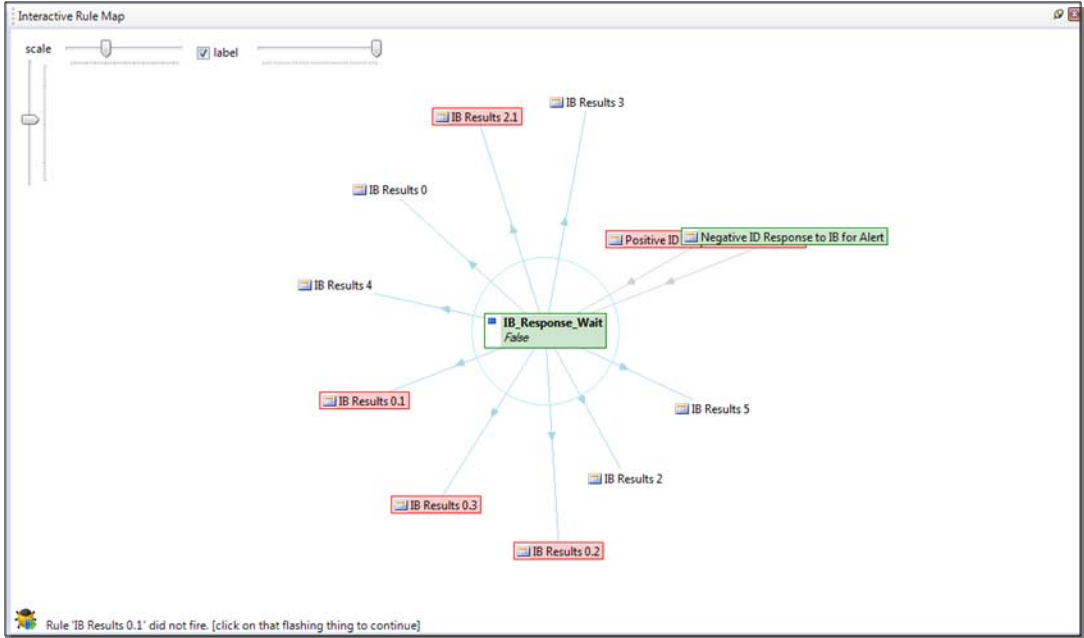 Interactive Rule Map
scale
label
IB Results 3
IB Results 2.1
IB Results 0
Positive ID
Negative ID Response to IB for Alert
IB Results 4
IB_Response_Wait
False
IB Results 0.1
IB Results 5
IB Results 2
IB Results 0.3
IB Results 0.2
Rule 'IB Results 0.1' did not fire. [click on that flashing thing to continue]